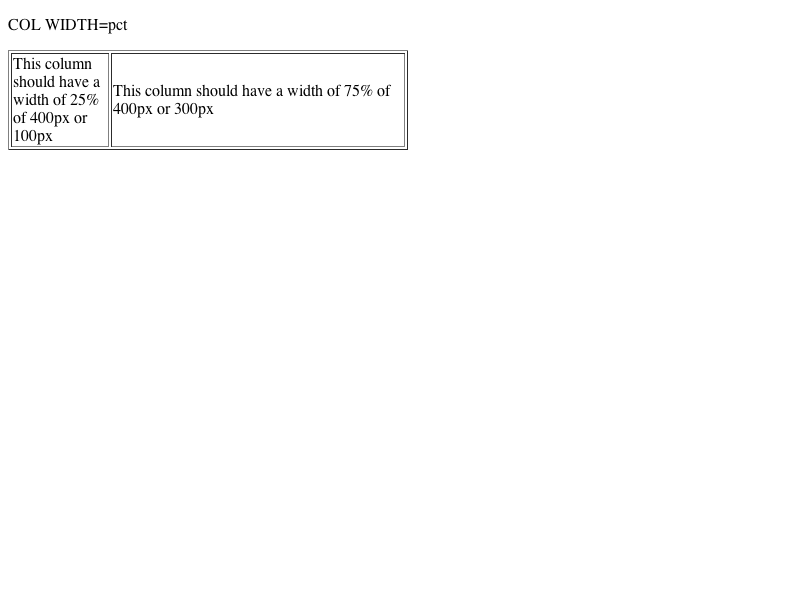 COL WIDTH=pct
This column
should have a
width of 25%
of 400px or
100px
This column should have a width of 75% of
400px or 300px